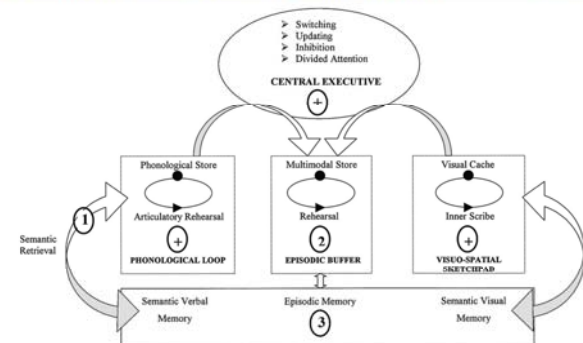 ➢ Switching
➢ Updating
➢ Inhibition
➢ Divided Attention
CENTRAL EXECUTIVE
+
Phonological Store
Articulatory Rehearsal
+
PHONOLOGICAL LOOP
Multimodal Store
Rehearsal
2
EPISODIC BUFFER
Visual Cache
Inner Scribe
+
VISUO-SPATIAL
SKETCHPAD
1
Semantic
Retrieval
Semantic Verbal
Memory
Episodic Memory
3
Semantic Visual
Memory